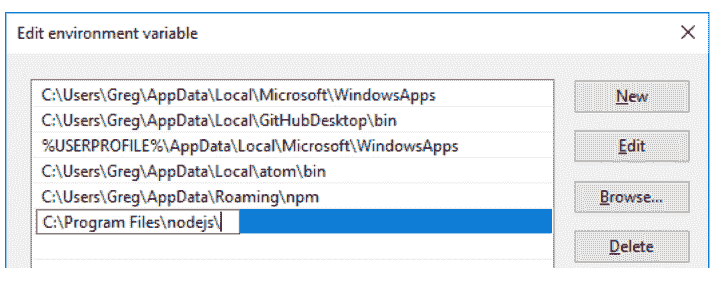 Edit environment variable
C:\Users\Greg\AppData\Local\Microsoft\WindowsApps
New
C:\Users\Greg\AppData\Local\GitHubDesktop\bin
%USERPROFILE%\AppData\Local\Microsoft\WindowsApps
Edit
C:\Users\Greg\AppData\Local\atom\bin
C:\Users\Greg\AppData\Roaming\npm
Browse...
C:\Program Files\nodejs\
Delete